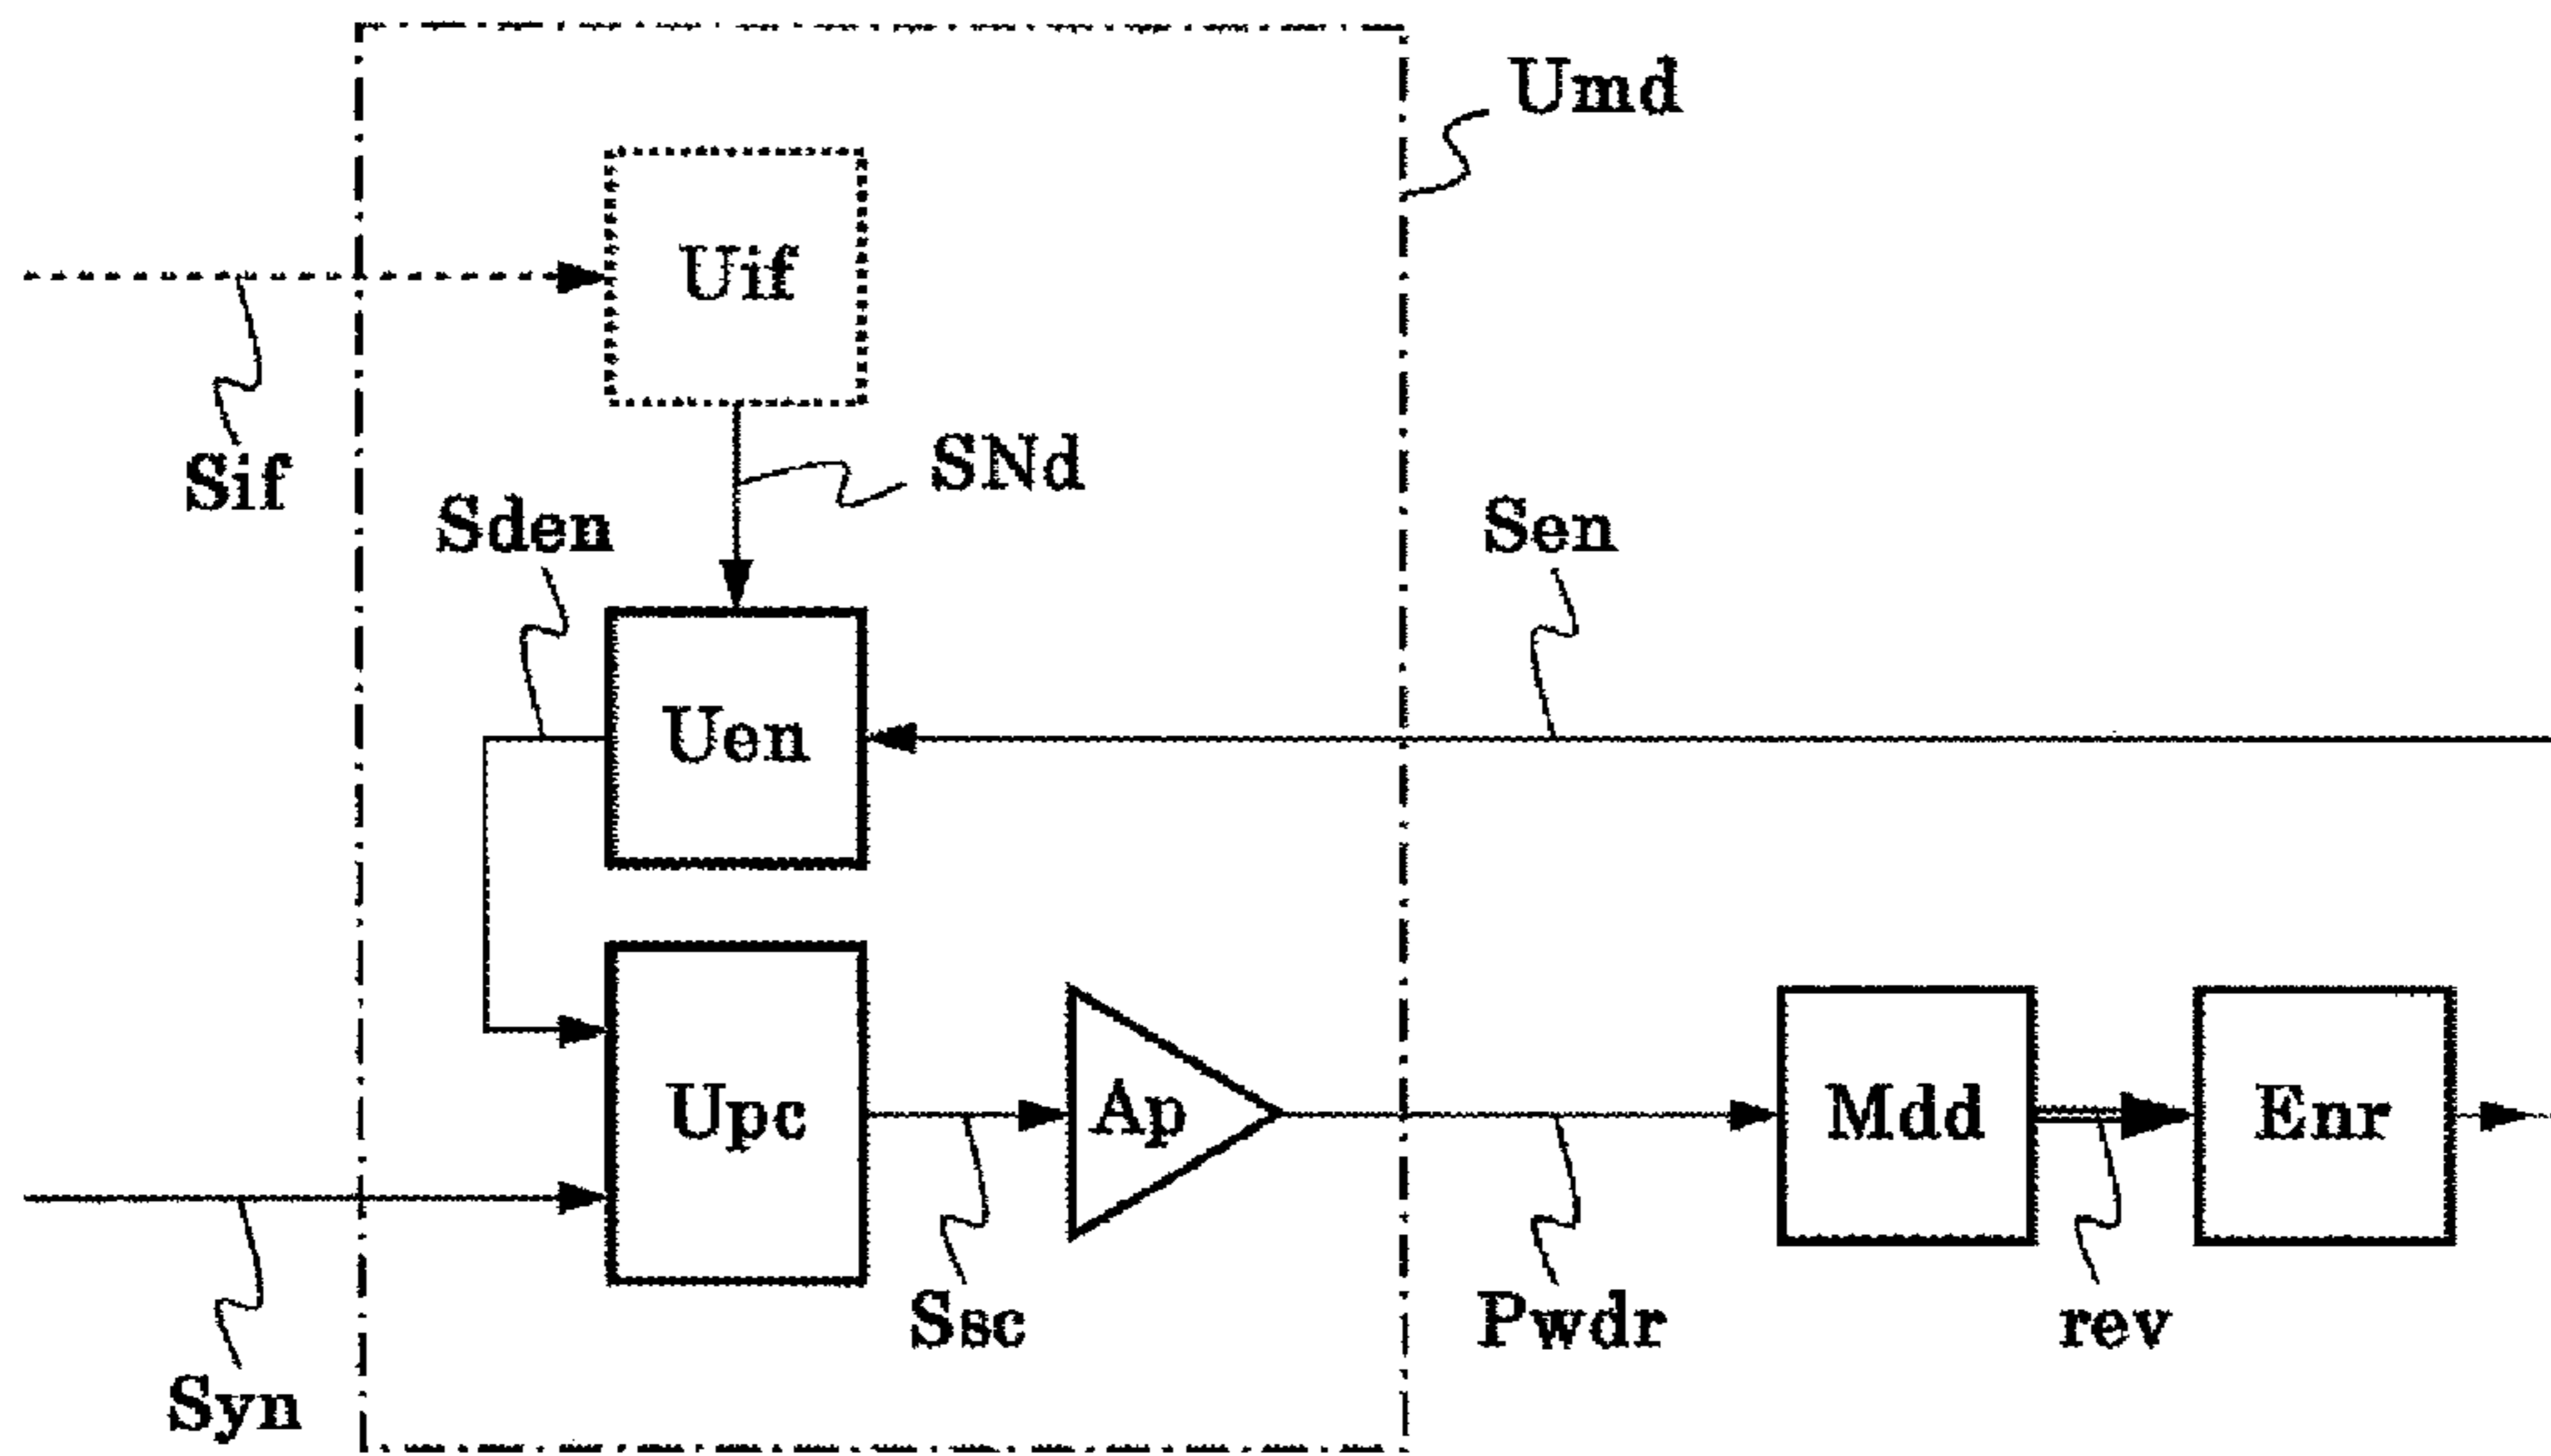 Umd
Uif
Sif
SNd
Sden
Sen
Uen
Upc
Ap
Mdd
Enr
Ssc
Pwdr
rev
Syn